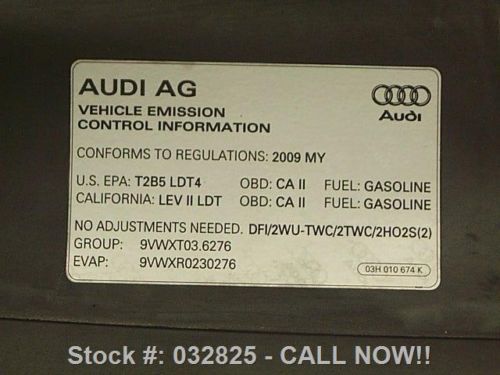 AUDI AG
VEHICLE EMISSION
CONTROL INFORMATION
Audi
CONFORMS TO REGULATIONS: 2009 MY
U.S. EPA: T2B5 LDT4 OBD: CA II FUEL: GASOLINE
CALIFORNIA: LEV II LDT OBD: CA II FUEL: GASOLINE
NO ADJUSTMENTS NEEDED. DFI/2WU-TWC/2TWC/2HO2S(2)
GROUP: 9VWXT03.6276
EVAP: 9VWXR0230276
03H 010 674 K
Stock #: 032825 - CALL NOW!!